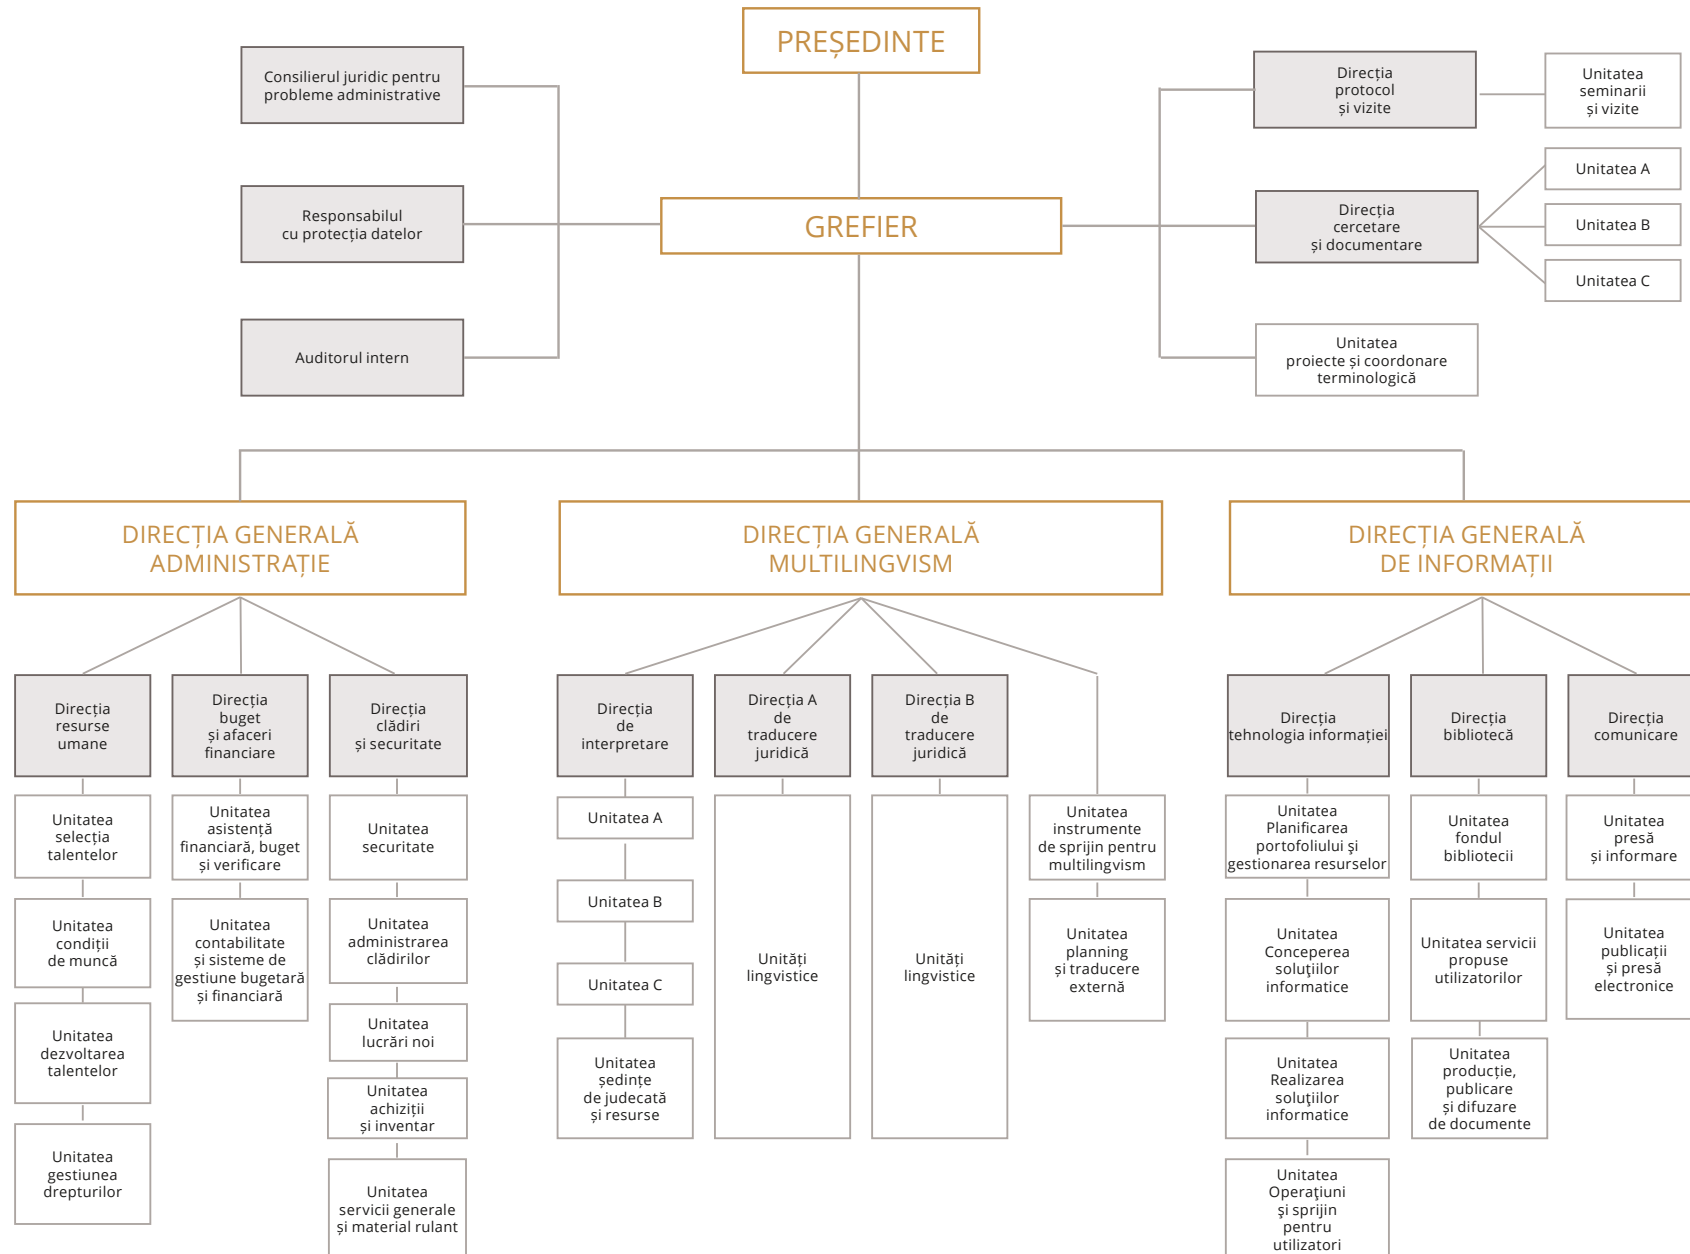 PREȘEDINTE
Consilierul juridic pentru
probleme administrative
Direcția
protocol
și vizite
Unitatea
seminarii
și vizite
Responsabilul
cu protecția datelor
GREFIER
Direcția
cercetare
și documentare
Unitatea A
Unitatea B
Unitatea C
Auditorul intern
Unitatea
proiecte și coordonare
terminologică
DIRECȚIA GENERALĂ
ADMINISTRAȚIE
DIRECȚIA GENERALĂ
MULTILINGVISM
DIRECȚIA GENERALĂ
DE INFORMAȚII
Direcția
resurse
umane
Unitatea
selecția
talentelor
Unitatea
condiții
de muncă
Unitatea
dezvoltarea
talentelor
Unitatea
gestiunea
drepturilor
Direcția
buget
și afaceri
financiare
Unitatea
asistență
financiară, buget
și verificare
Unitatea
contabilitate
și sisteme de
gestiune bugetară
și financiară
Direcția
clădiri
și securitate
Unitatea
securitate
Unitatea
administrarea
clădirilor
Unitatea
lucrări noi
Unitatea
achiziții
și inventar
Unitatea
servicii generale
și material rulant
Direcția
de
interpretare
Unitatea A
Unitatea B
Unitatea C
Unitatea
ședințe
de judecată
și resurse
Direcția A
de
traducere
juridică
Unități
lingvistice
Direcția B
de
traducere
juridică
Unități
lingvistice
Unitatea
instrumente
de sprijin pentru
multilingvism
Unitatea
planning
și traducere
externă
Direcția
tehnologia informației
Unitatea
Planificarea
portofoliului şi
gestionarea resurselor
Unitatea
Conceperea
soluţiilor
informatice
Unitatea
Realizarea
soluţiilor
informatice
Unitatea
Operaţiuni
şi sprijin
pentru
utilizatori
Direcția
bibliotecă
Unitatea
fondul
bibliotecii
Unitatea servicii
propuse
utilizatorilor
Unitatea
producție,
publicare
și difuzare
de documente
Direcția
comunicare
Unitatea
presă
și informare
Unitatea
publicații
și presă
electronice